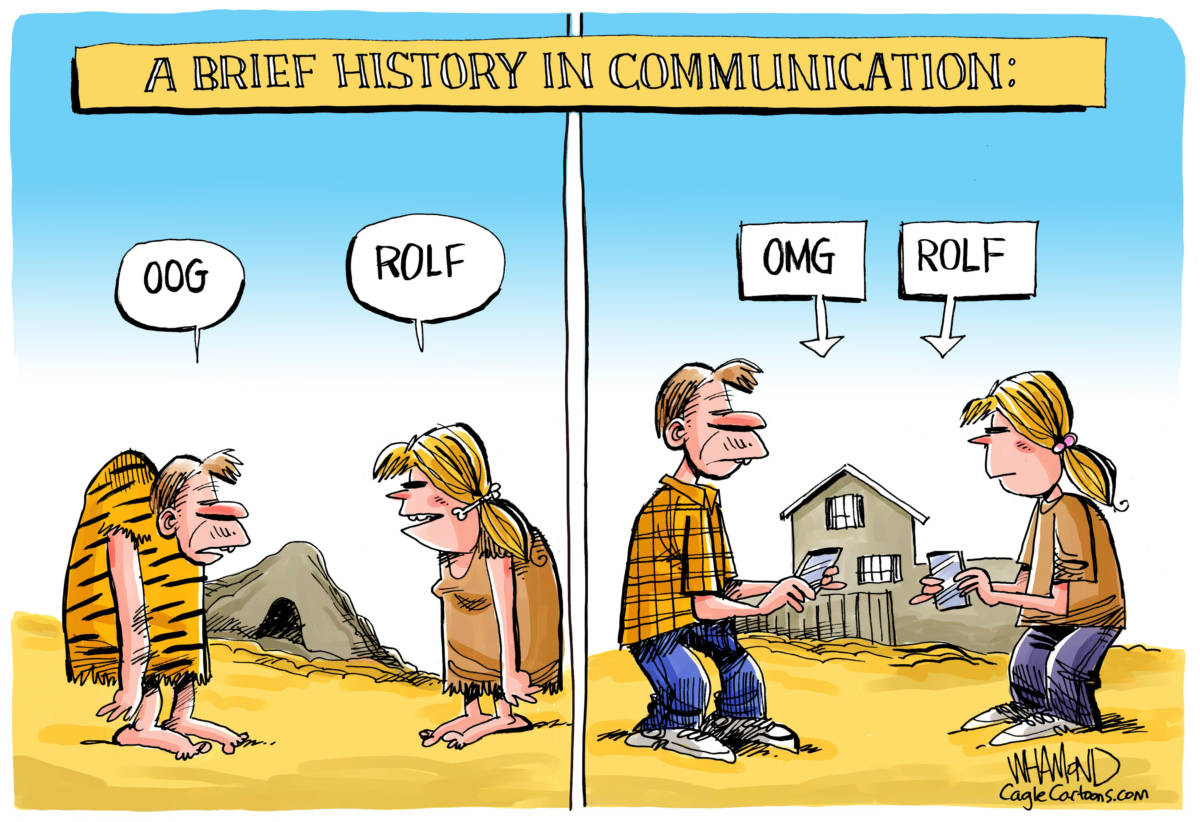 A BRIEF HISTORY IN COMMUNICATION:
OOG
ROLF
OMG
ROLF
WHAMOND
CagleCartoons.com